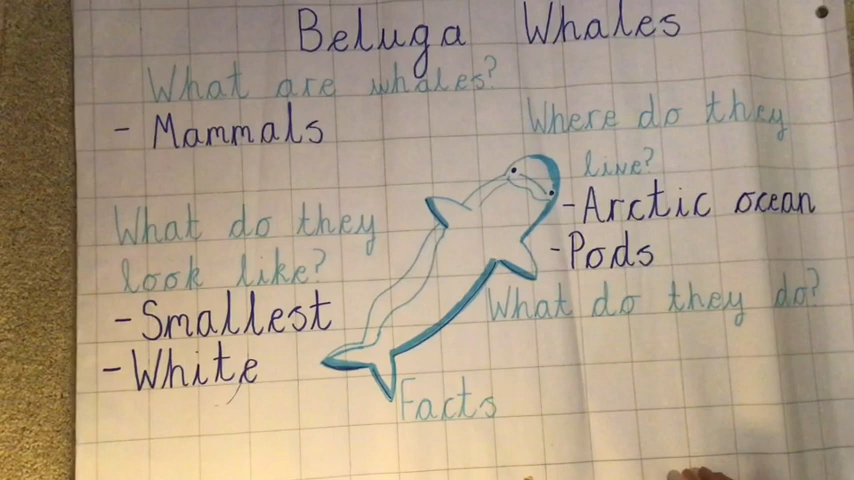 Beluga Whales
What are whales?
- Mammals
Where do they
live?
- Arctic ocean
- Pods
What do they
look like?
- Smallest
- White
What do they do?
Facts